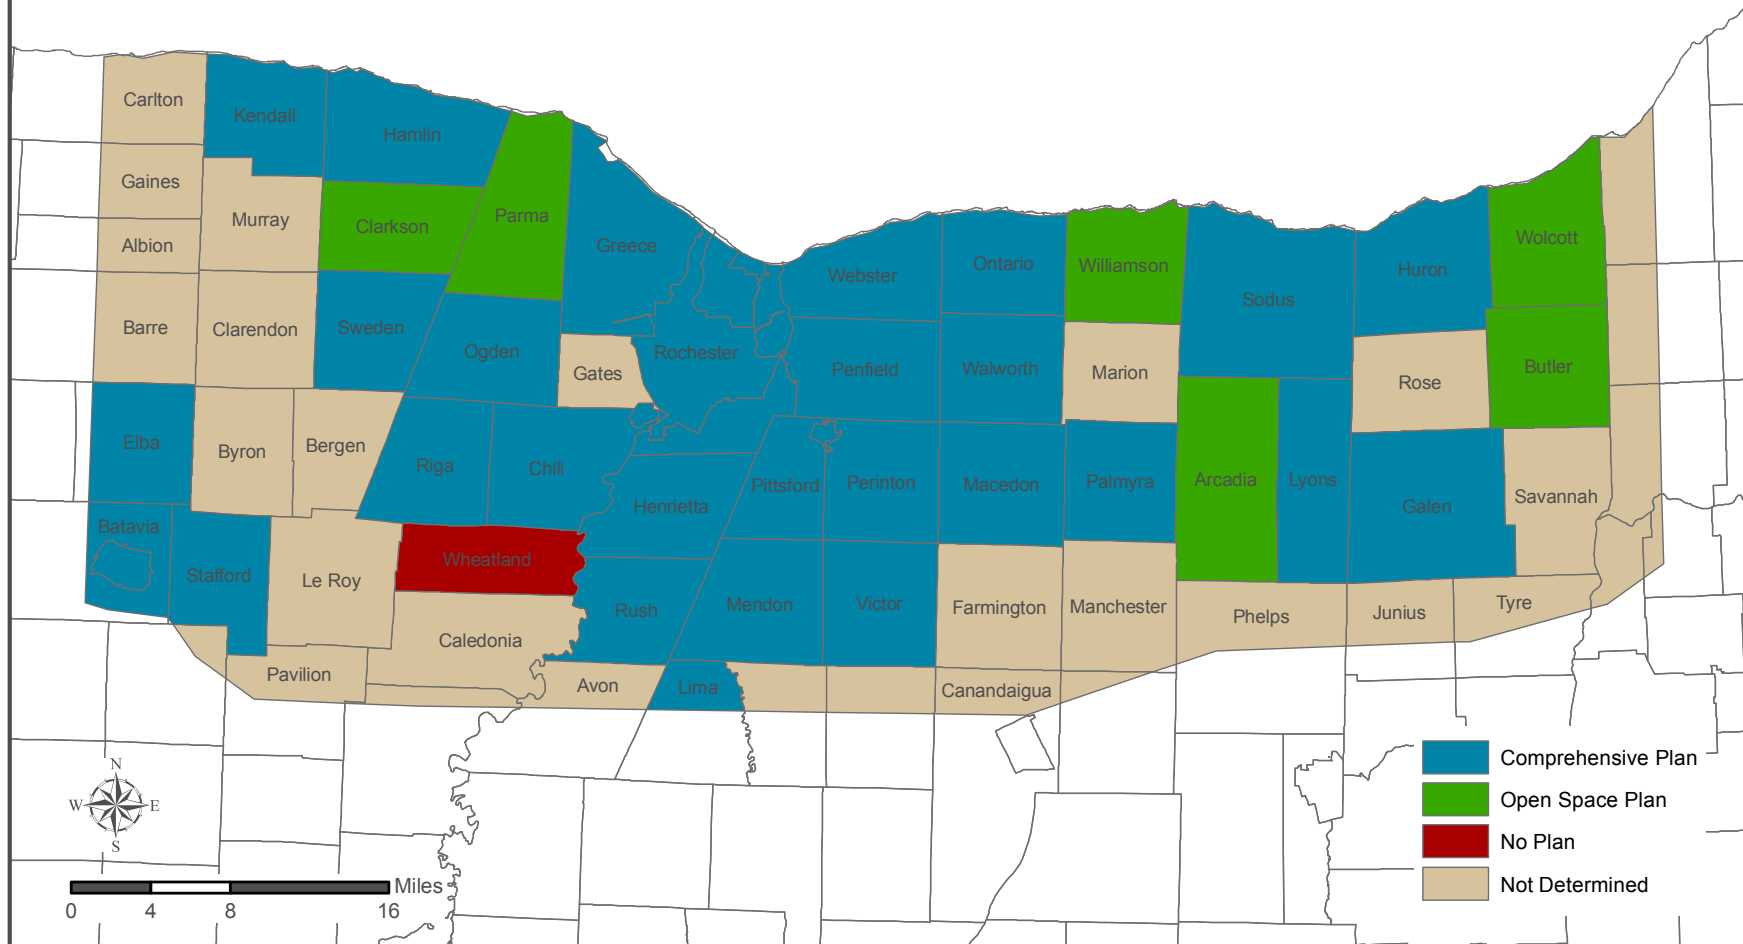 Carlton
Kendall
Hamlin
Gaines
Murray
Clarkson
Parma
Greece
Albion
Webster
Ontario
Williamson
Sodus
Huron
Wolcott
Barre
Clarendon
Sweden
Ogden
Gates
Rochester
Penfield
Walworth
Marion
Rose
Butler
Elba
Byron
Bergen
Riga
Chili
Henrietta
Pittsford
Perinton
Macedon
Palmyra
Arcadia
Lyons
Galen
Savannah
Batavia
Stafford
Le Roy
Wheatland
Rush
Mendon
Victor
Farmington
Manchester
Phelps
Junius
Tyre
Caledonia
Pavilion
Avon
Lima
Canandaigua
N
W
E
S
Miles
0
4
8
16
Comprehensive Plan
Open Space Plan
No Plan
Not Determined